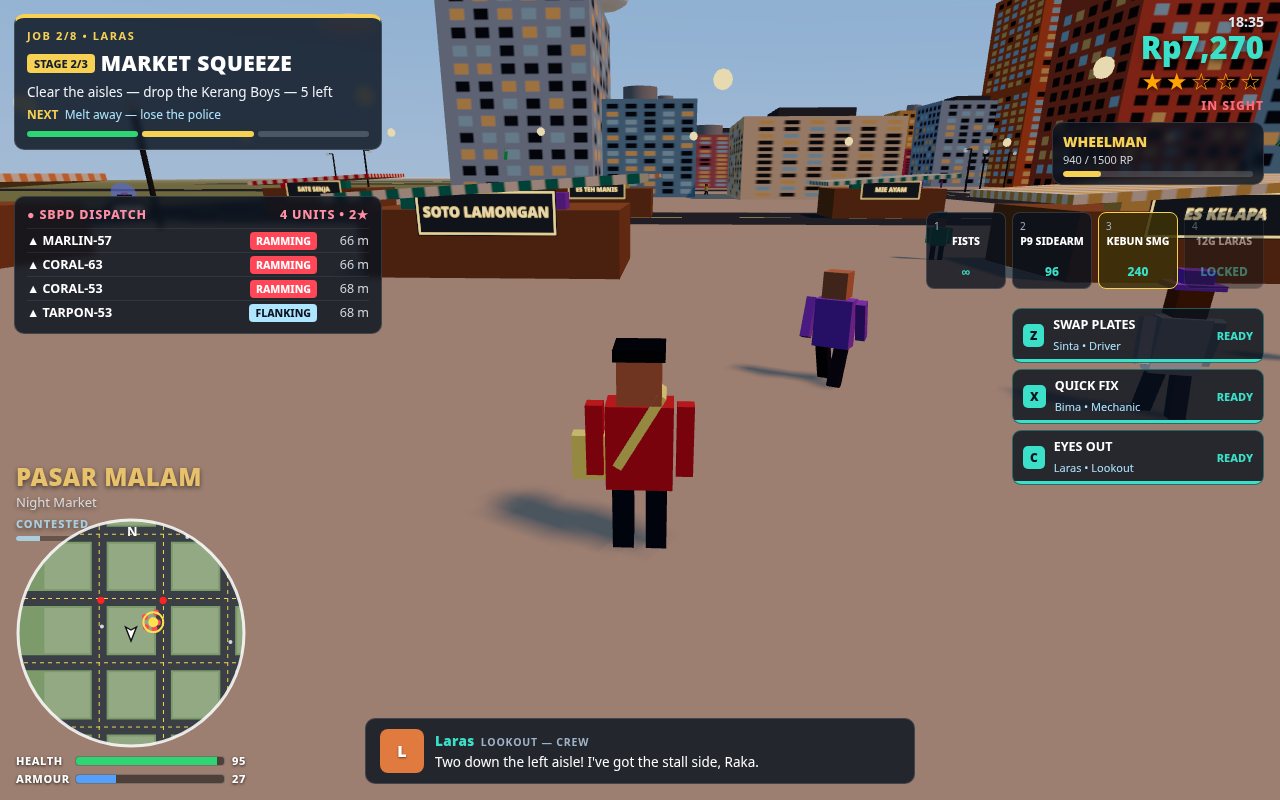 JOB 2/8 • LARAS
STAGE 2/3 MARKET SQUEEZE
Clear the aisles — drop the Kerang Boys — 5 left
NEXT Melt away — lose the police
● SBPD DISPATCH 4 UNITS • 2★
▲ MARLIN-57 RAMMING 66 m
▲ CORAL-63 RAMMING 66 m
▲ CORAL-53 RAMMING 68 m
▲ TARPON-53 FLANKING 68 m
18:35
Rp7,270
★★☆☆☆
IN SIGHT
WHEELMAN
940 / 1500 RP
SATE SENJA
ES TEH MANIS
SOTO LAMONGAN
MIE AYAM
ES KELAPA
1 FISTS ∞
2 P9 SIDEARM 96
3 KEBUN SMG 240
4 12G LARAS LOCKED
Z SWAP PLATES READY
Sinta • Driver
X QUICK FIX READY
Bima • Mechanic
C EYES OUT READY
Laras • Lookout
PASAR MALAM
Night Market
CONTESTED
N
HEALTH 95
ARMOUR 27
L
Laras LOOKOUT — CREW
Two down the left aisle! I've got the stall side, Raka.